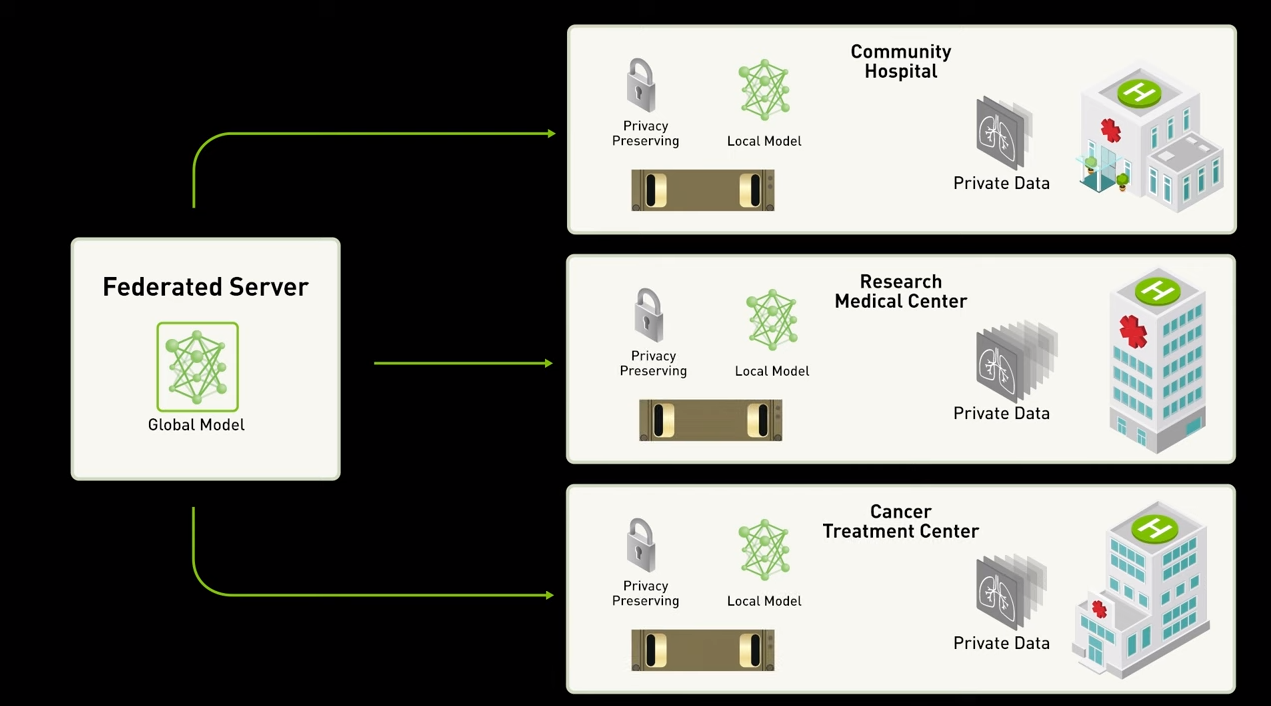 Federated Server
Global Model
Community
Hospital
Privacy
Preserving
Local Model
Private Data
H
Research
Medical Center
Privacy
Preserving
Local Model
Private Data
H
Cancer
Treatment Center
Privacy
Preserving
Local Model
Private Data
H